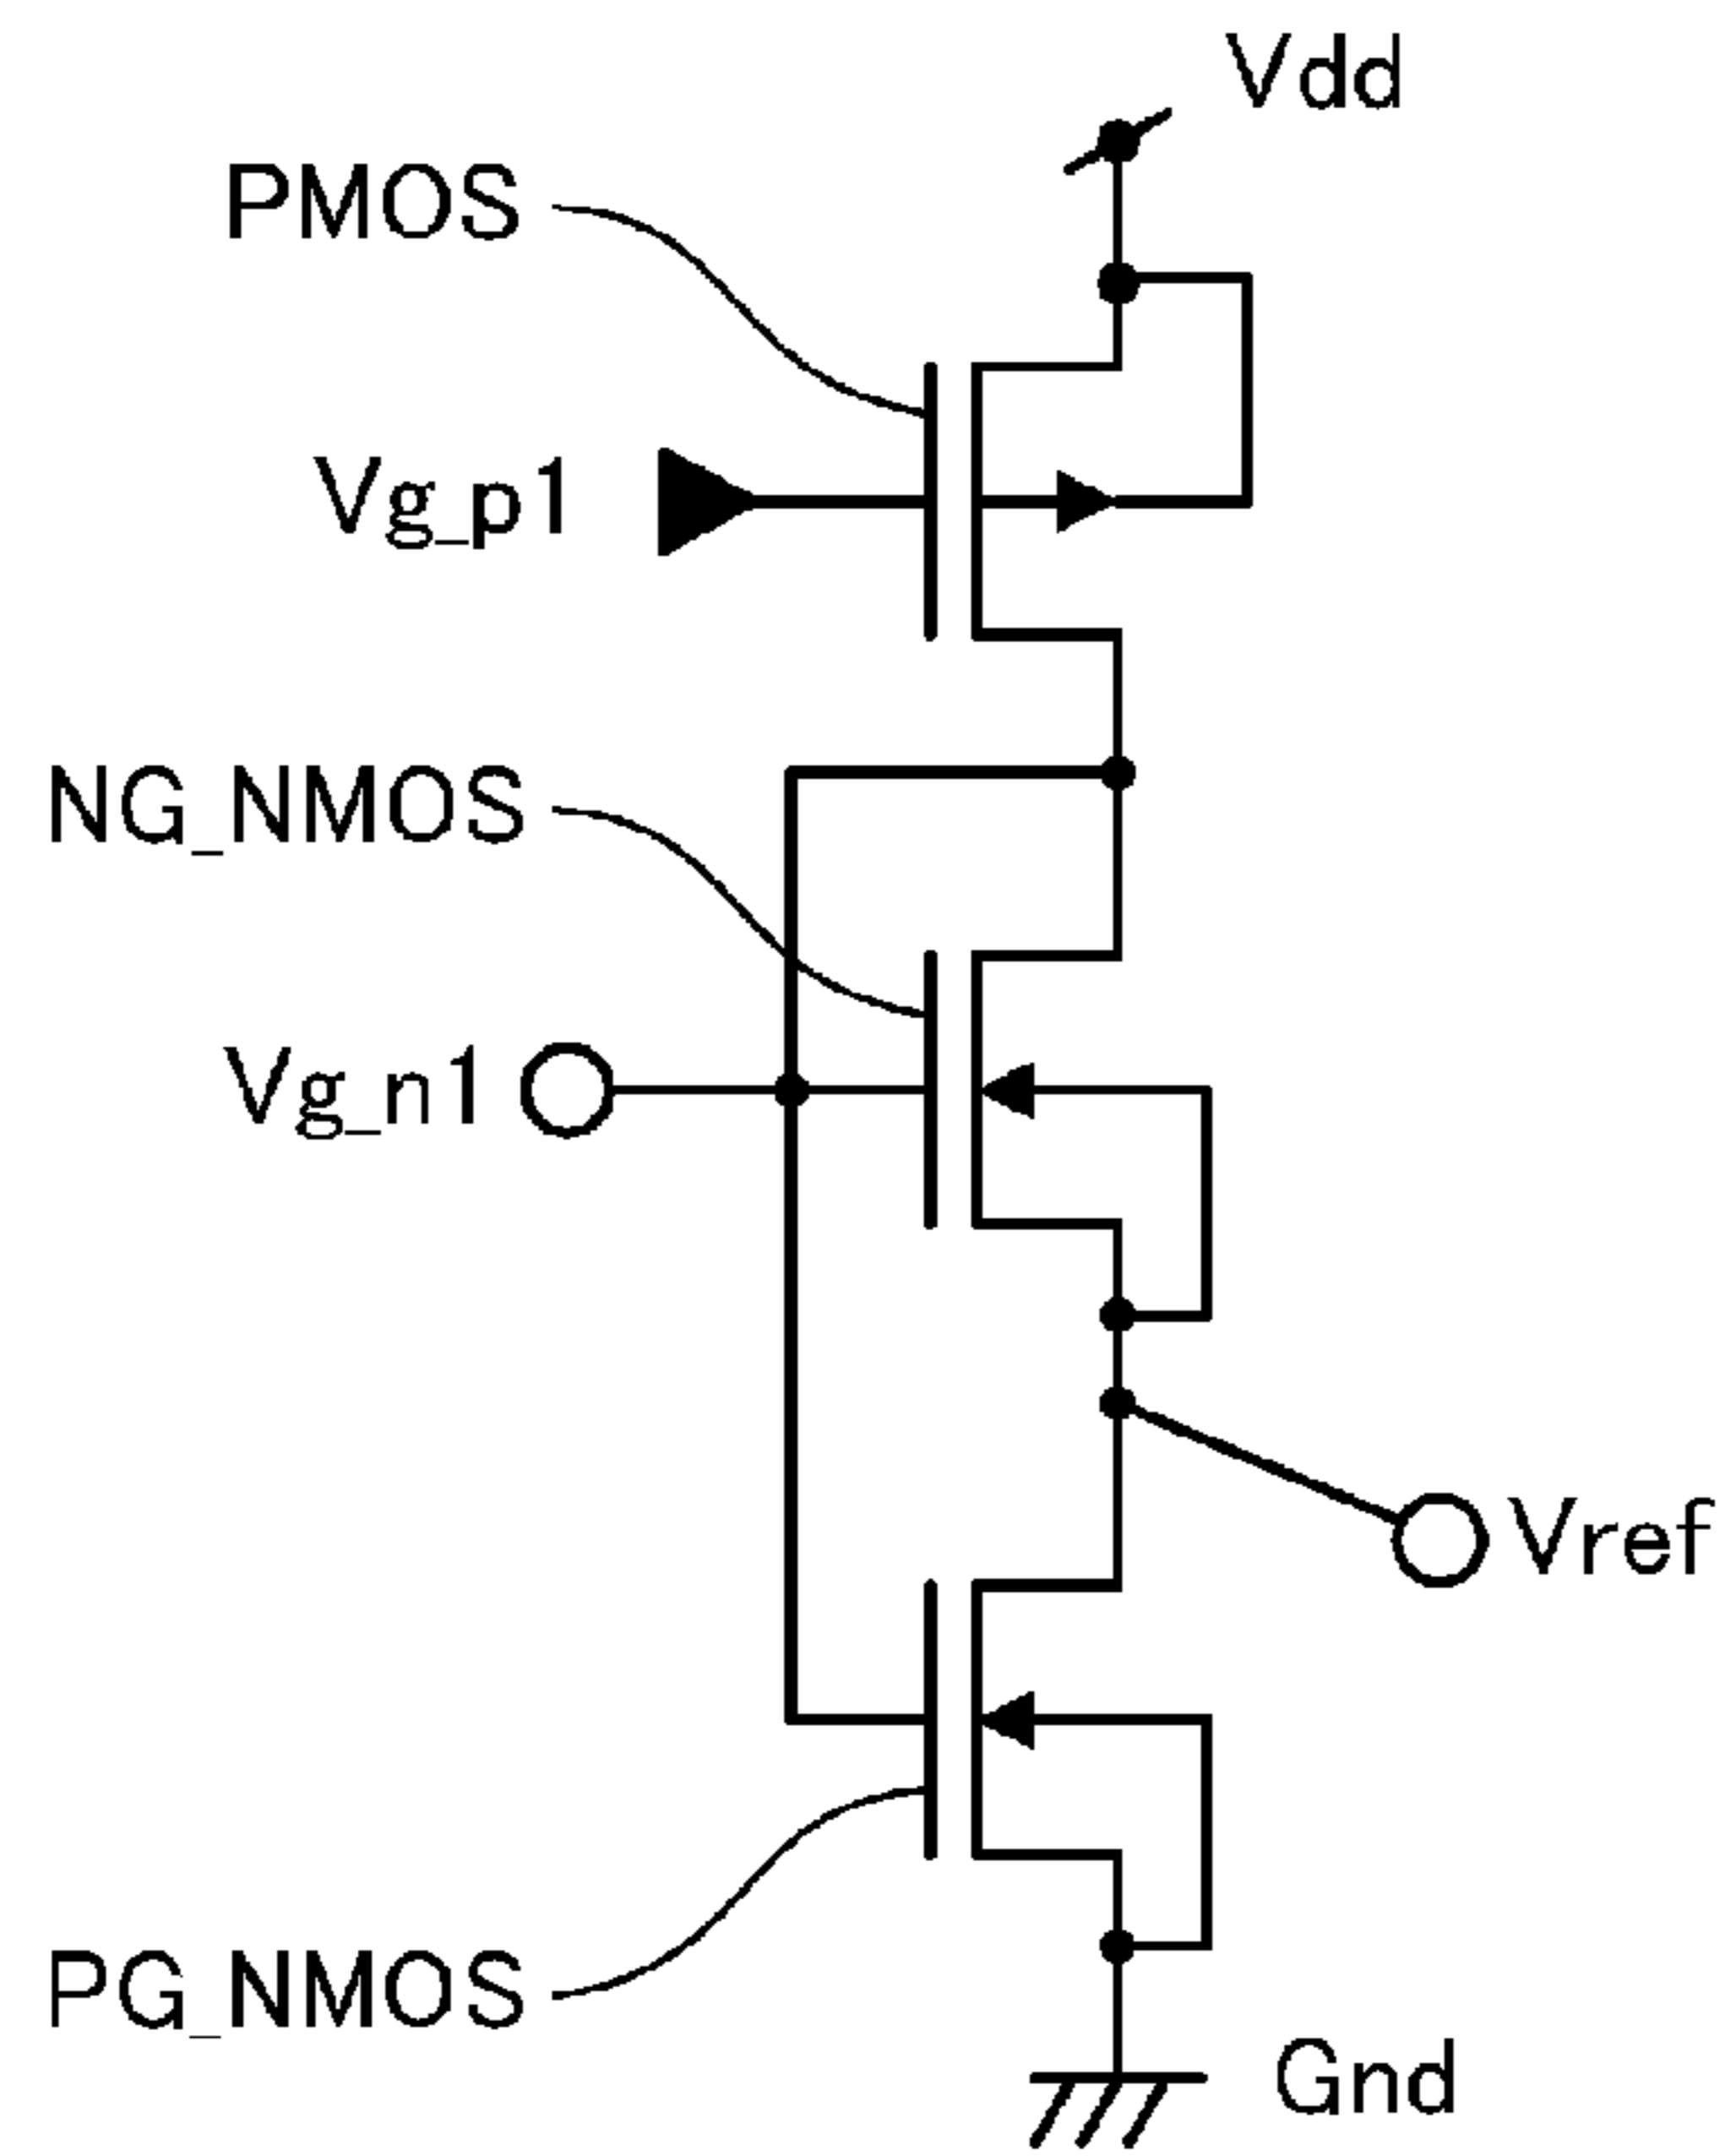 Vdd
PMOS
Vg_p1
NG_NMOS
Vg_n1
Vref
PG_NMOS
Gnd